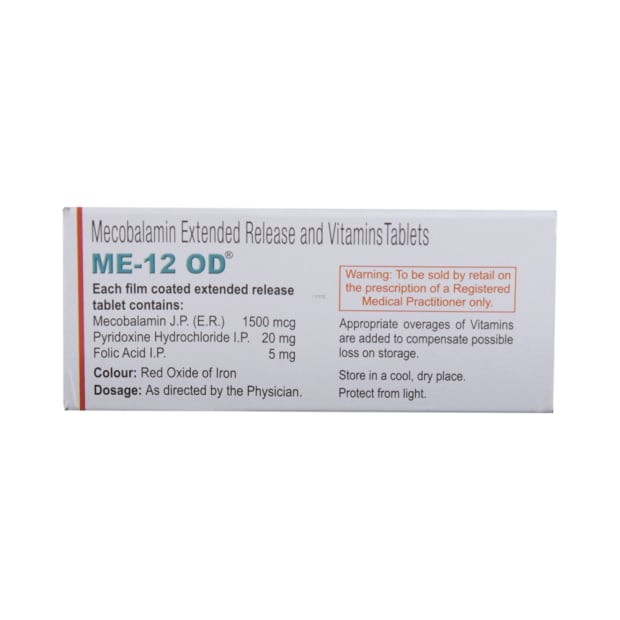 Mecobalamin Extended Release and Vitamins Tablets
ME-12 OD®
Each film coated extended release
tablet contains:
Mecobalamin J.P. (E.R.) 1500 mcg
Pyridoxine Hydrochloride I.P. 20 mg
Folic Acid I.P. 5 mg
Colour: Red Oxide of Iron
Dosage: As directed by the Physician.
Warning: To be sold by retail on
the prescription of a Registered
Medical Practitioner only.
Appropriate overages of Vitamins
are added to compensate possible
loss on storage.
Store in a cool, dry place.
Protect from light.